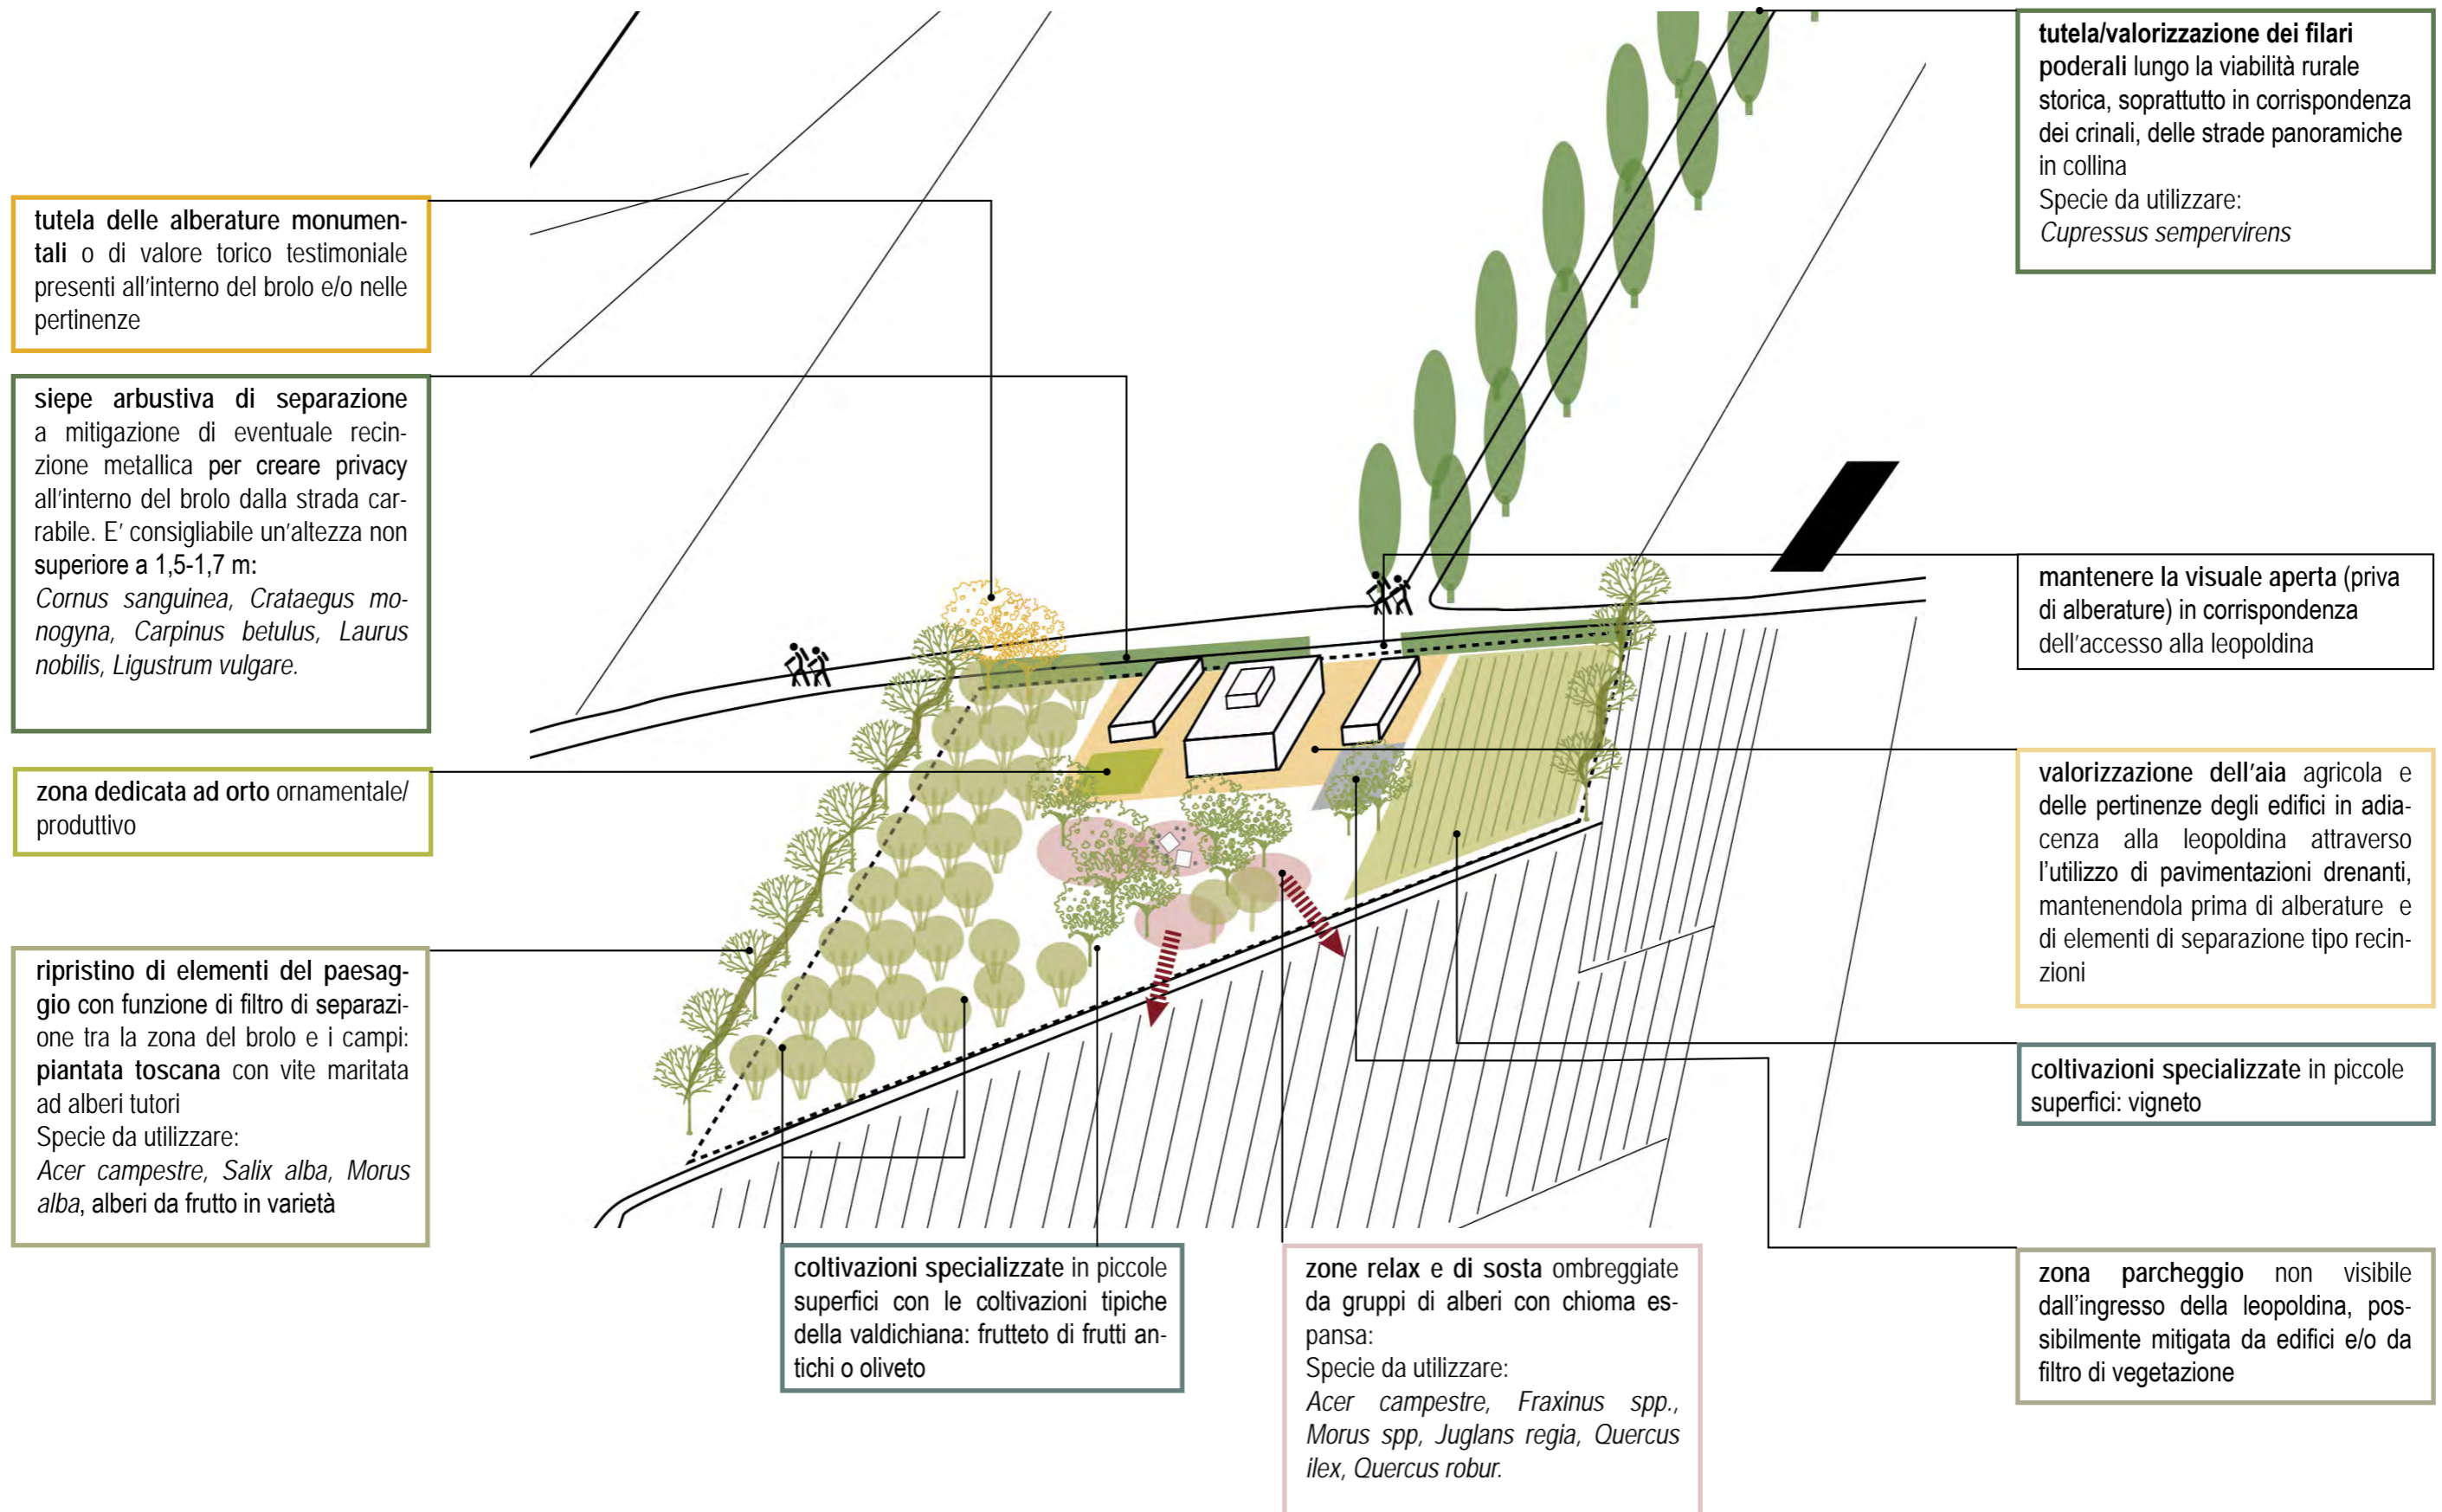 tutela/valorizzazione dei filari
poderali lungo la viabilità rurale
storica, soprattutto in corrispondenza
dei crinali, delle strade panoramiche
in collina
Specie da utilizzare:
Cupressus sempervirens
tutela delle alberature monumen-
tali o di valore torico testimoniale
presenti all'interno del brolo e/o nelle
pertinenze
siepe arbustiva di separazione
a mitigazione di eventuale recin-
zione metallica per creare privacy
all'interno del brolo dalla strada car-
rabile. E' consigliabile un'altezza non
superiore a 1,5-1,7 m:
Cornus sanguinea, Crataegus mo-
nogyna, Carpinus betulus, Laurus
nobilis, Ligustrum vulgare.
mantenere la visuale aperta (priva
di alberature) in corrispondenza
dell'accesso alla leopoldina
zona dedicata ad orto ornamentale/
produttivo
valorizzazione dell'aia agricola e
delle pertinenze degli edifici in adia-
cenza alla leopoldina attraverso
l'utilizzo di pavimentazioni drenanti,
mantenendola prima di alberature e
di elementi di separazione tipo recin-
zioni
ripristino di elementi del paesag-
gio con funzione di filtro di separazi-
one tra la zona del brolo e i campi:
piantata toscana con vite maritata
ad alberi tutori
Specie da utilizzare:
Acer campestre, Salix alba, Morus
alba, alberi da frutto in varietà
coltivazioni specializzate in piccole
superfici: vigneto
coltivazioni specializzate in piccole
superfici con le coltivazioni tipiche
della valdichiana: frutteto di frutti an-
tichi o oliveto
zone relax e di sosta ombreggiate
da gruppi di alberi con chioma es-
pansa:
Specie da utilizzare:
Acer campestre, Fraxinus spp.,
Morus spp, Juglans regia, Quercus
ilex, Quercus robur.
zona parcheggio non visibile
dall'ingresso della leopoldina, pos-
sibilmente mitigata da edifici e/o da
filtro di vegetazione